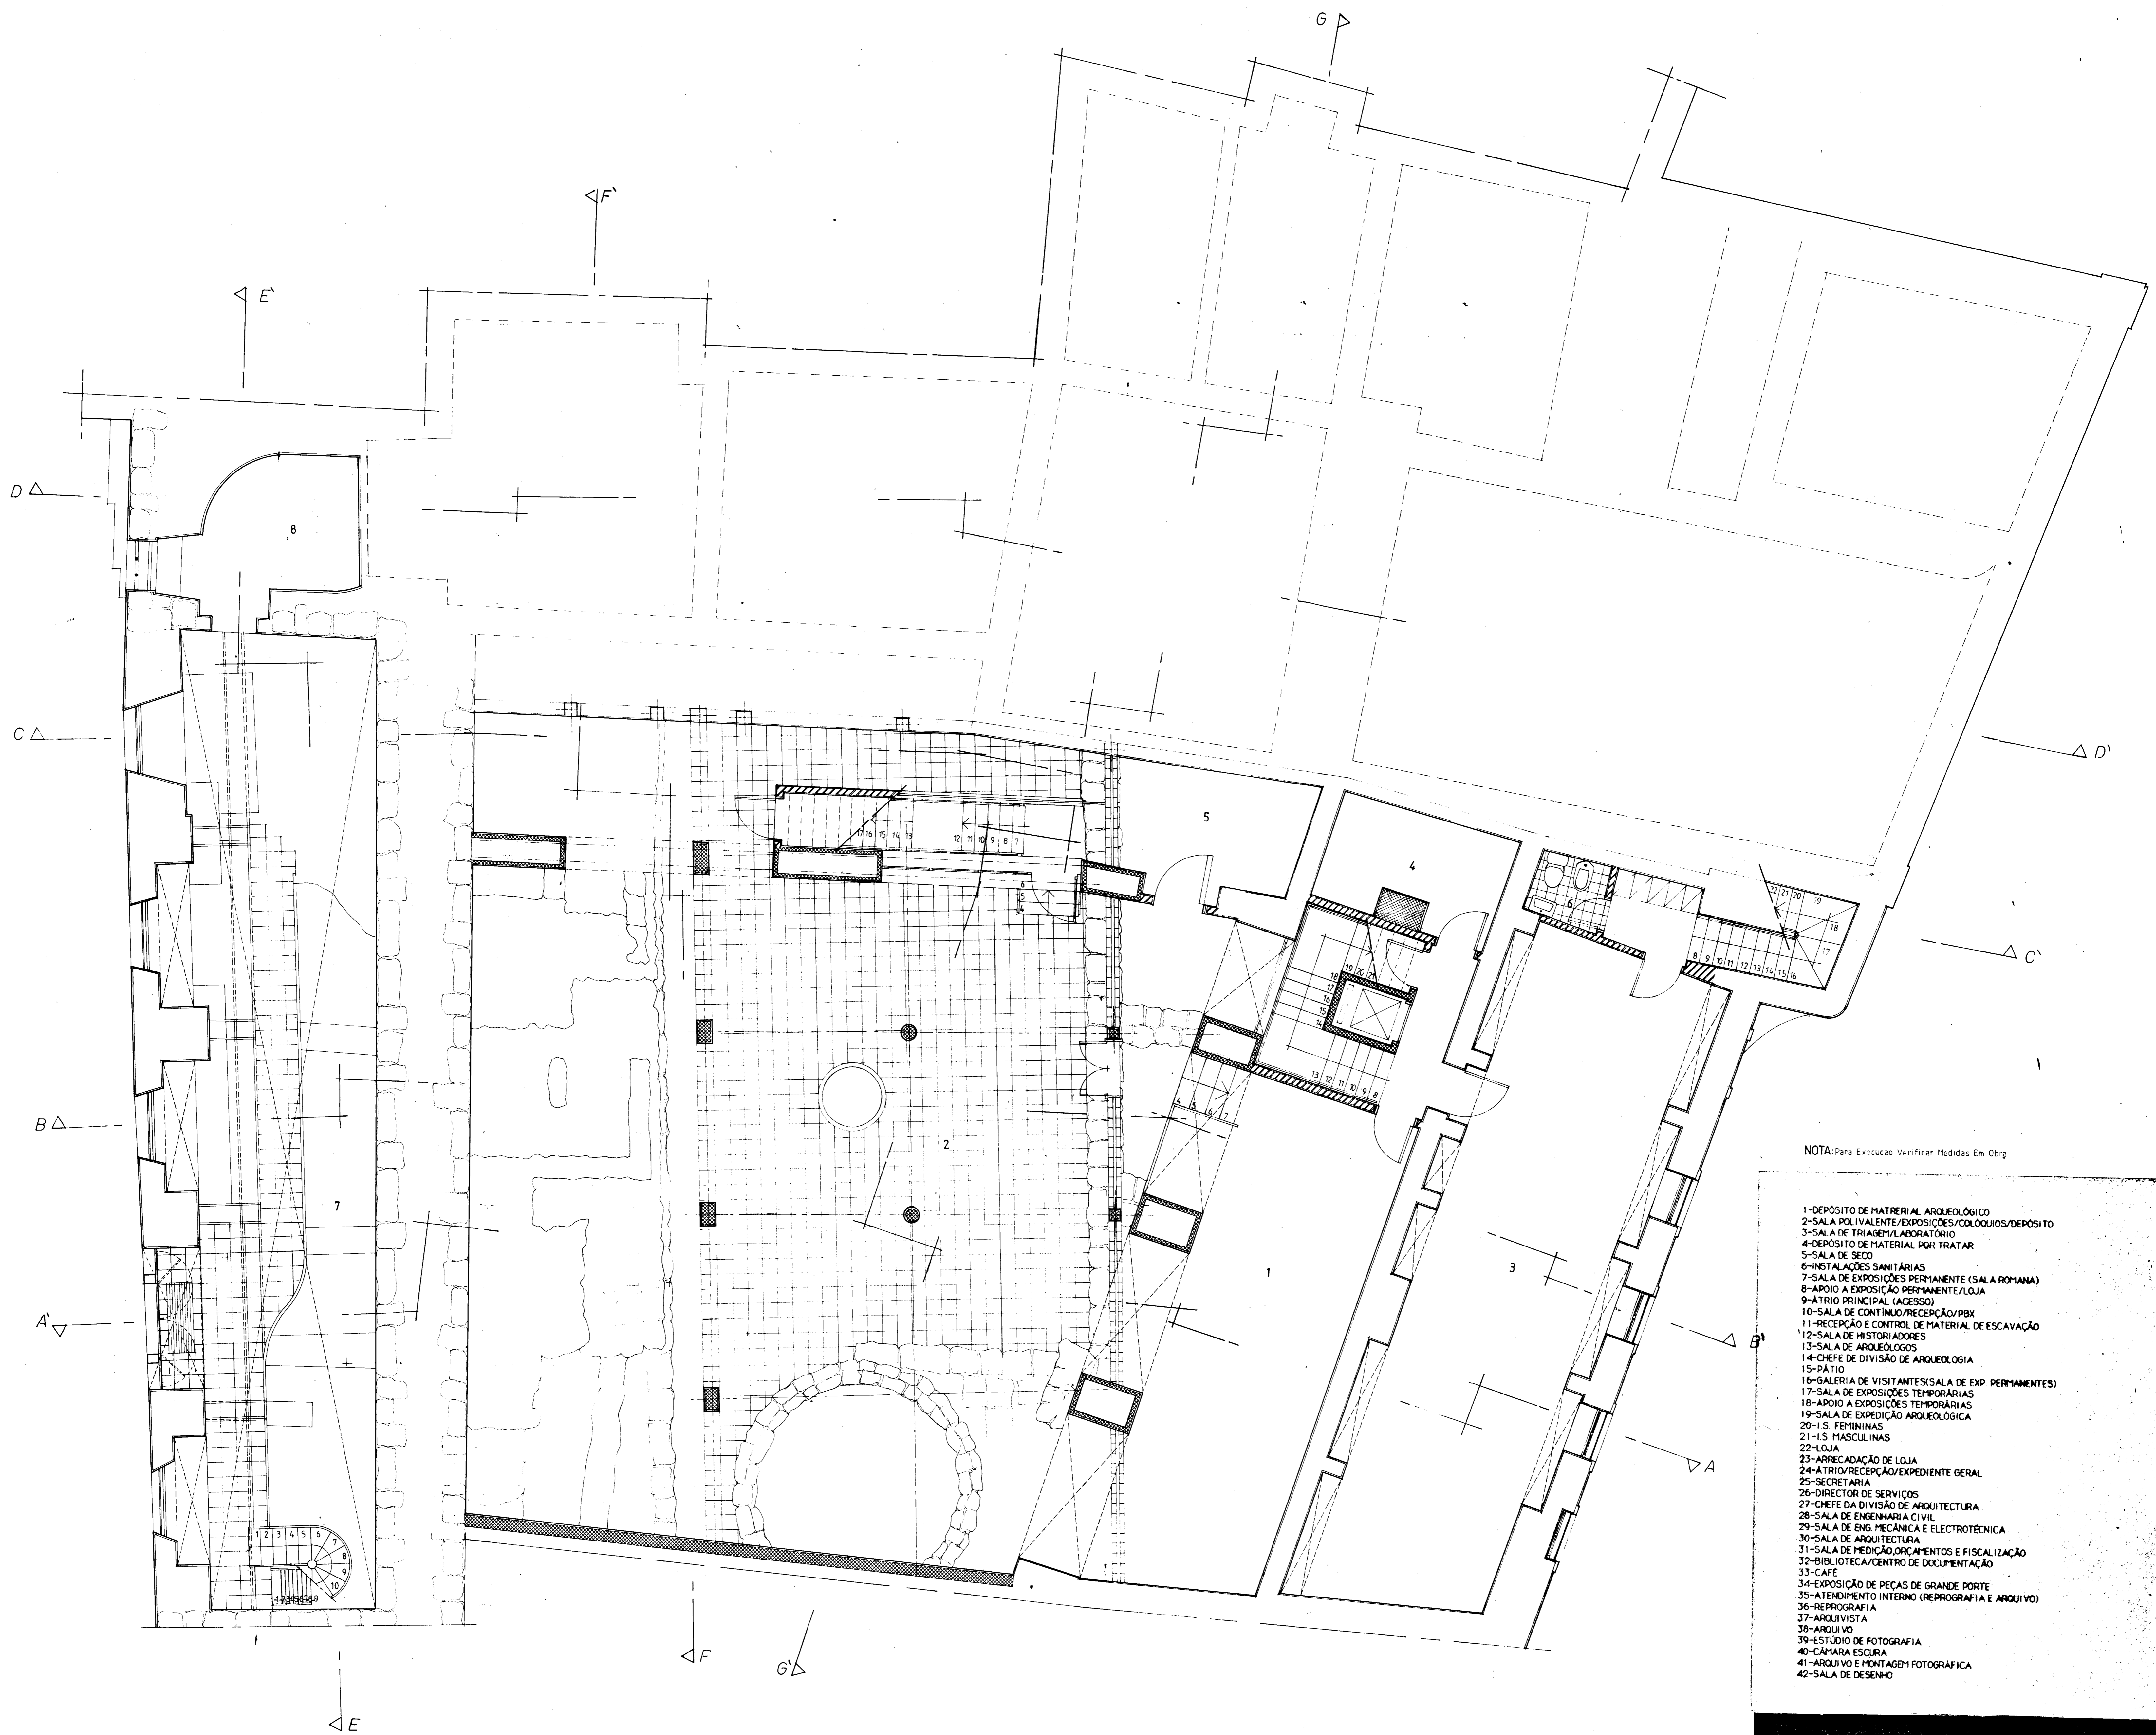 G
F'
E'
D
8
C
D'
5
4
17 16 15 14 13
12 11 10 9 8 7
6
5
4
6
22 21 20 19
18
17
8 9 10 11 12 13 14 15 16
C'
19 20 21
18
17
16
15
14
13 12 11 10 9 8
4 5 6 7
B
2
7
1
3
A'
B'
A
1 2 3 4 5 6
7
8
9
10
F
G'
E
NOTA:Para Execucao Verificar Medidas Em Obra
1-DEPÓSITO DE MATRERIAL ARQUEOLÓGICO
2-SALA POLIVALENTE/EXPOSIÇÕES/COLÓQUIOS/DEPÓSITO
3-SALA DE TRIAGEM/LABORATÓRIO
4-DEPÓSITO DE MATERIAL POR TRATAR
5-SALA DE SECO
6-INSTALAÇÕES SANITÁRIAS
7-SALA DE EXPOSIÇÕES PERMANENTE (SALA ROMANA)
8-APOIO A EXPOSIÇÃO PERMANENTE/LOJA
9-ÁTRIO PRINCIPAL (ACESSO)
10-SALA DE CONTÍNUO/RECEPÇÃO/PBX
11-RECEPÇÃO E CONTROL DE MATERIAL DE ESCAVAÇÃO
12-SALA DE HISTORIADORES
13-SALA DE ARQUEÓLOGOS
14-CHEFE DE DIVISÃO DE ARQUEOLOGIA
15-PÁTIO
16-GALERIA DE VISITANTES(SALA DE EXP. PERMANENTES)
17-SALA DE EXPOSIÇÕES TEMPORÁRIAS
18-APOIO A EXPOSIÇÕES TEMPORÁRIAS
19-SALA DE EXPEDIÇÃO ARQUEOLÓGICA
20-I.S. FEMININAS
21-I.S. MASCULINAS
22-LOJA
23-ARRECADAÇÃO DE LOJA
24-ÁTRIO/RECEPÇÃO/EXPEDIENTE GERAL
25-SECRETARIA
26-DIRECTOR DE SERVIÇOS
27-CHEFE DA DIVISÃO DE ARQUITECTURA
28-SALA DE ENGENHARIA CIVIL
29-SALA DE ENG. MECÂNICA E ELECTROTÉCNICA
30-SALA DE ARQUITECTURA
31-SALA DE MEDIÇÃO,ORÇAMENTOS E FISCALIZAÇÃO
32-BIBLIOTECA/CENTRO DE DOCUMENTAÇÃO
33-CAFÉ
34-EXPOSIÇÃO DE PEÇAS DE GRANDE PORTE
35-ATENDIMENTO INTERNO (REPROGRAFIA E ARQUIVO)
36-REPROGRAFIA
37-ARQUIVISTA
38-ARQUIVO
39-ESTÚDIO DE FOTOGRAFIA
40-CÂMARA ESCURA
41-ARQUIVO E MONTAGEM FOTOGRÁFICA
42-SALA DE DESENHO